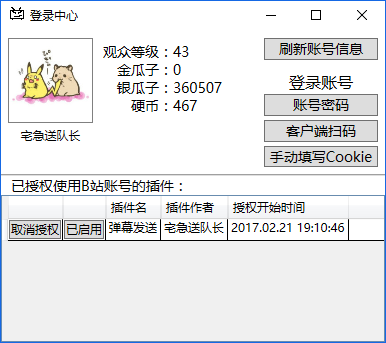 登录中心
观众等级：43
金瓜子：0
银瓜子：360507
硬币：467
宅急送队长
刷新账号信息
登录账号
账号密码
客户端扫码
手动填写Cookie
已授权使用B站账号的插件：
插件名 插件作者 授权开始时间
取消授权 已启用 弹幕发送 宅急送队长 2017.02.21 19:10:46